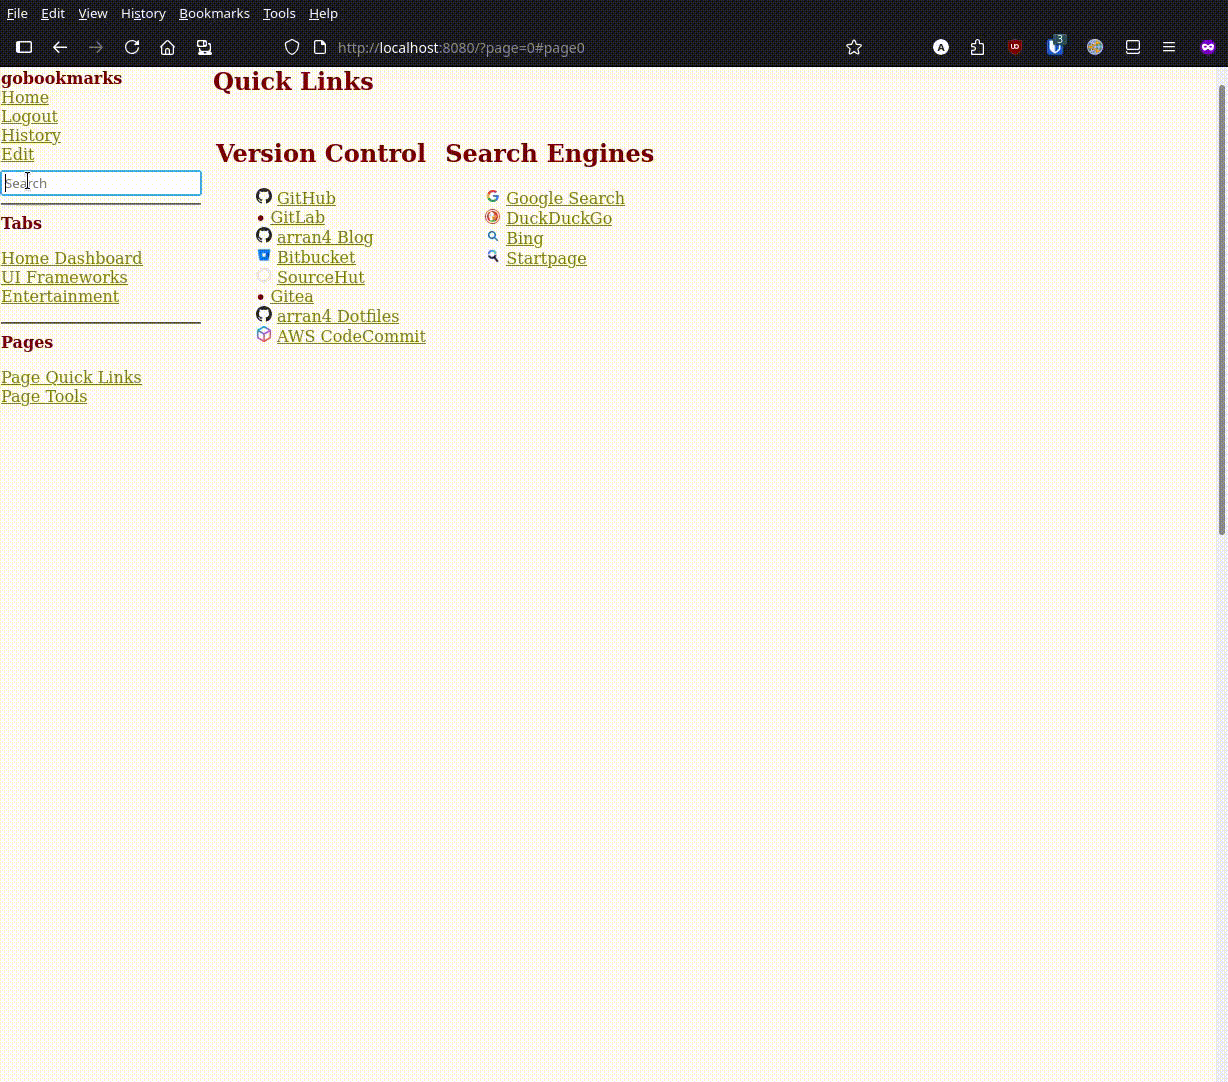 File Edit View History Bookmarks Tools Help
http://localhost:8080/?page=0#page0
A
UD
3
gobookmarks
Home
Logout
History
Edit
Search
Tabs
Home Dashboard
UI Frameworks
Entertainment
Pages
Page Quick Links
Page Tools
Quick Links
Version Control
GitHub
GitLab
arran4 Blog
Bitbucket
SourceHut
Gitea
arran4 Dotfiles
AWS CodeCommit
Search Engines
Google Search
DuckDuckGo
Bing
Startpage